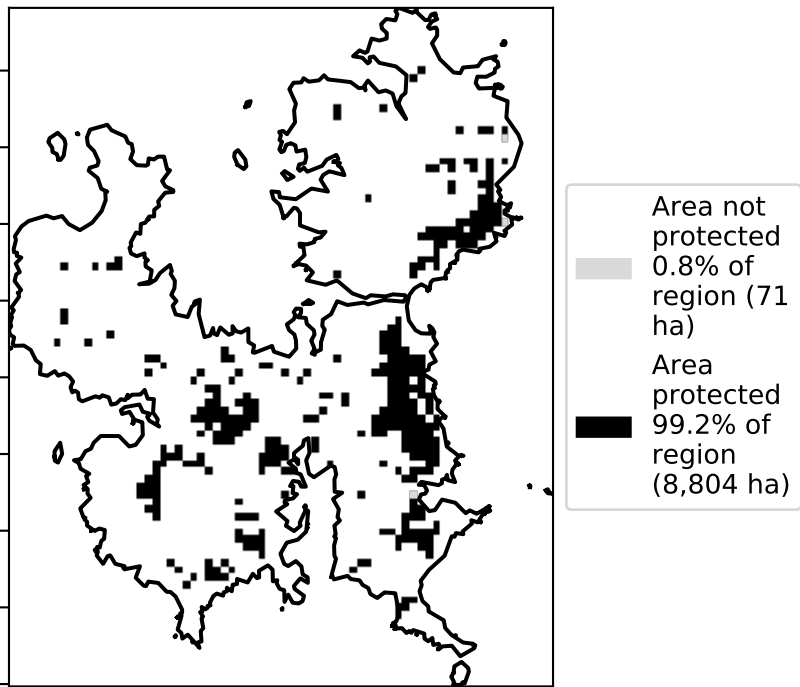 Area not
protected
0.8% of
region (71
ha)
Area
protected
99.2% of
region
(8,804 ha)